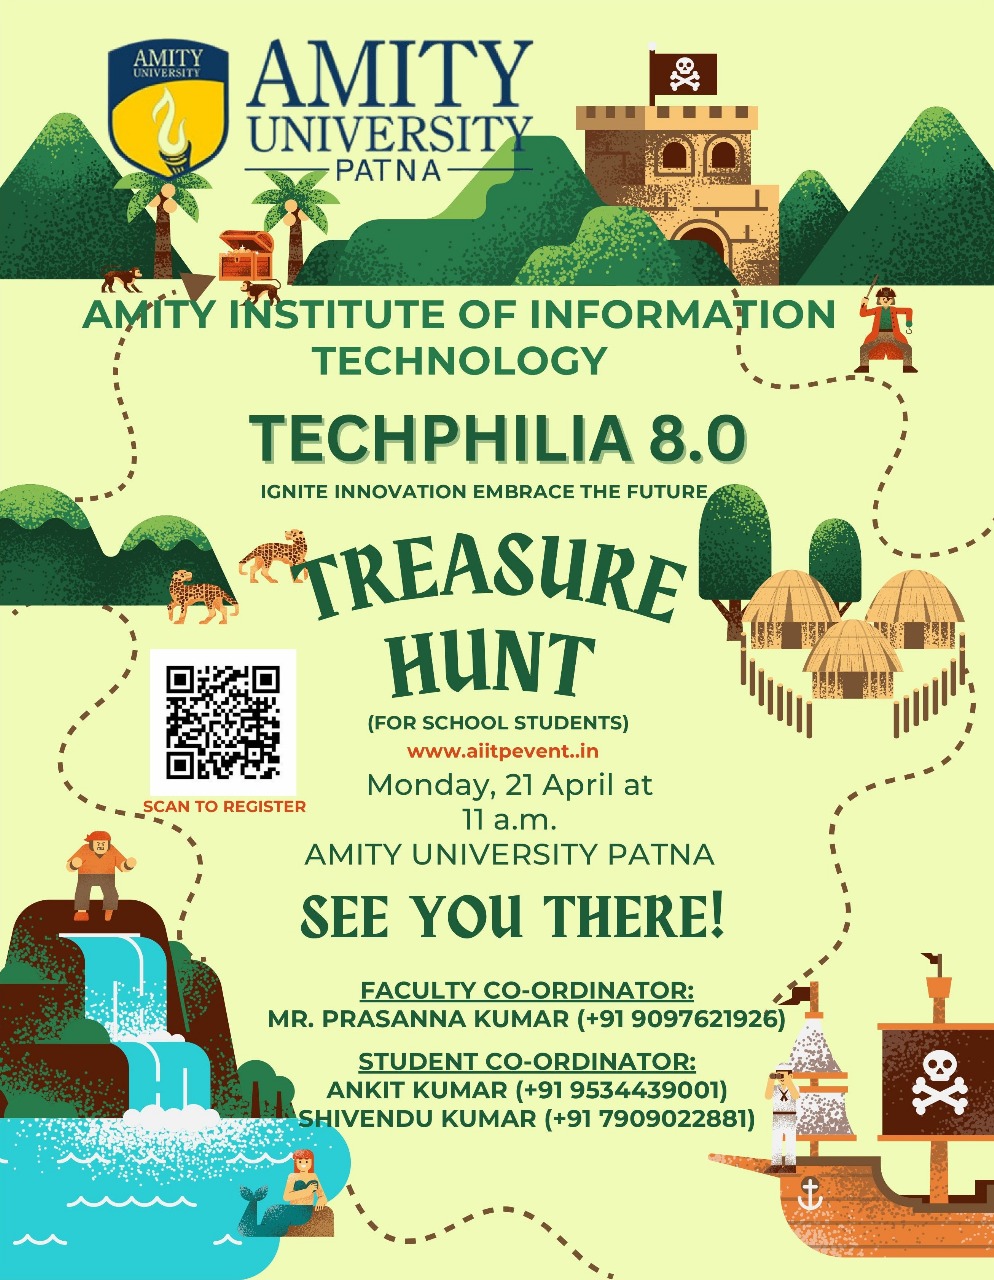 AMITY
UNIVERSITY
AMITY
UNIVERSITY
PATNA
AMITY INSTITUTE OF INFORMATION
TECHNOLOGY
TECHPHILIA 8.0
IGNITE INNOVATION EMBRACE THE FUTURE
TREASURE
HUNT
(FOR SCHOOL STUDENTS)
www.aiitpevent..in
SCAN TO REGISTER
Monday, 21 April at
11 a.m.
AMITY UNIVERSITY PATNA
SEE YOU THERE!
FACULTY CO-ORDINATOR:
MR. PRASANNA KUMAR (+91 9097621926)
STUDENT CO-ORDINATOR:
ANKIT KUMAR (+91 9534439001)
SHIVENDU KUMAR (+91 7909022881)